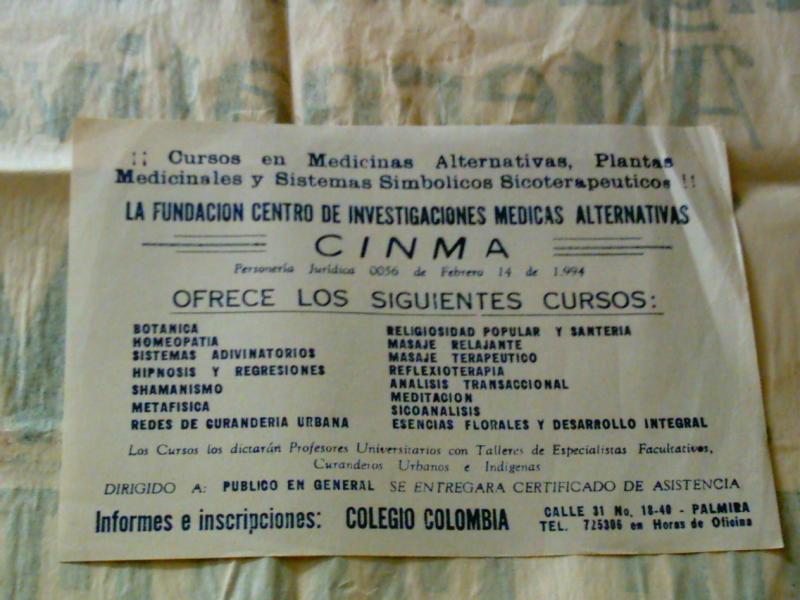 ¡¡ Cursos en Medicinas Alternativas, Plantas
Medicinales y Sistemas Simbolicos Sicoterapeuticos !!
LA FUNDACION CENTRO DE INVESTIGACIONES MEDICAS ALTERNATIVAS
CINMA
Personería Jurídica 0056 de Febrero 14 de 1.994
OFRECE LOS SIGUIENTES CURSOS:
BOTANICA
HOMEOPATIA
SISTEMAS ADIVINATORIOS
HIPNOSIS Y REGRESIONES
SHAMANISMO
METAFISICA
REDES DE CURANDERIA URBANA
RELIGIOSIDAD POPULAR Y SANTERIA
MASAJE RELAJANTE
MASAJE TERAPEUTICO
REFLEXIOTERAPIA
ANALISIS TRANSACCIONAL
MEDITACION
SICOANALISIS
ESENCIAS FLORALES Y DESARROLLO INTEGRAL
Los Cursos los dictarán Profesores Universitarios con Talleres de Especialistas Facultativos,
Curanderos Urbanos e Indigenas
DIRIGIDO A: PUBLICO EN GENERAL SE ENTREGARA CERTIFICADO DE ASISTENCIA
Informes e inscripciones: COLEGIO COLOMBIA
CALLE 31 No. 18-40 - PALMIRA
TEL. 725306 en Horas de Oficina